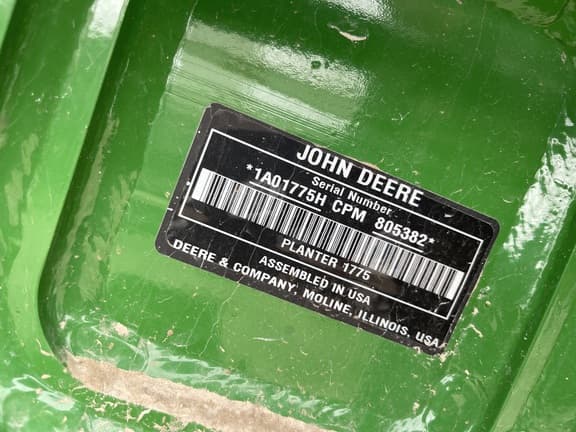 JOHN DEERE
Serial Number
*1A01775H CPM 805382*
PLANTER 1775
ASSEMBLED IN USA
DEERE & COMPANY, MOLINE, ILLINOIS, USA